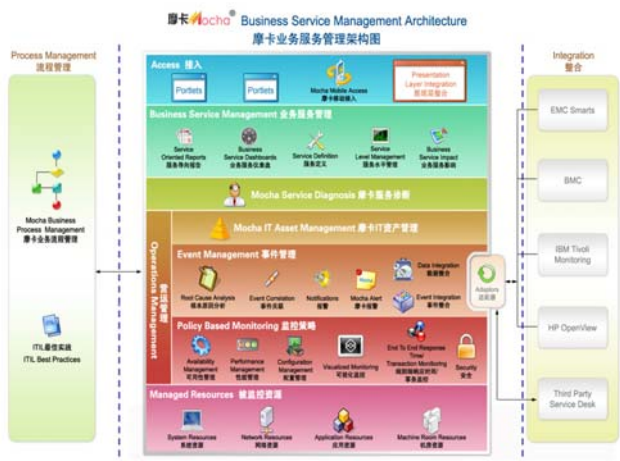 摩卡Mocha® Business Service Management Architecture
摩卡业务服务管理架构图
Process Management
流程管理
Mocha Business
Process Management
摩卡业务流程管理
ITIL最佳实践
ITIL Best Practices
Access 接入
Portlets
Portlets
Mocha Mobile Access
摩卡移动接入
Presentation
Layer Integration
展现层整合
Business Service Management 业务服务管理
Service
Oriented Reports
服务导向报告
Business
Service Dashboards
业务服务仪表盘
Service Definition
服务定义
Service
Level Management
服务水平管理
Business
Service Impact
业务服务影响
Mocha Service Diagnosis 摩卡服务诊断
Operations Management
营运管理
Mocha IT Asset Management 摩卡IT资产管理
Event Management 事件管理
Root Cause Analysis
根本原因分析
Event Correlation
事件关联
Notifications
报警
Mocha
Mocha Alert
摩卡报警
Data Integration
数据整合
Event Integration
事件整合
Policy Based Monitoring 监控策略
Availability
Management
可用性管理
Performance
Management
性能管理
Configuration
Management
配置管理
Visualized Monitoring
可视化监控
End To End Response
Time/
Transaction Monitoring
端到端响应时间/
事务监控
Security
安全
Managed Resources 被监控资源
System Resources
系统资源
Network Resources
网络资源
Application Resources
应用资源
Machine Room Resources
机房资源
Adaptors
适配器
Integration
整合
EMC Smarts
BMC
IBM Tivoli
Monitoring
HP OpenView
Third Party
Service Desk